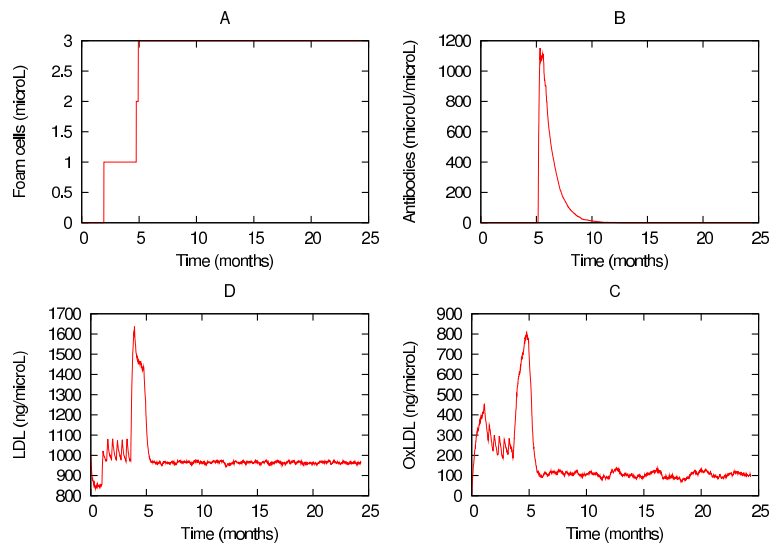 A
3
2.5
2
1.5
1
0.5
0
0 5 10 15 20 25
Foam cells (microL)
Time (months)
B
1200
1000
800
600
400
200
0
0 5 10 15 20 25
Antibodies (microU/microL)
Time (months)
D
1700
1600
1500
1400
1300
1200
1100
1000
900
800
0 5 10 15 20 25
LDL (ng/microL)
Time (months)
C
900
800
700
600
500
400
300
200
100
0
0 5 10 15 20 25
OxLDL (ng/microL)
Time (months)